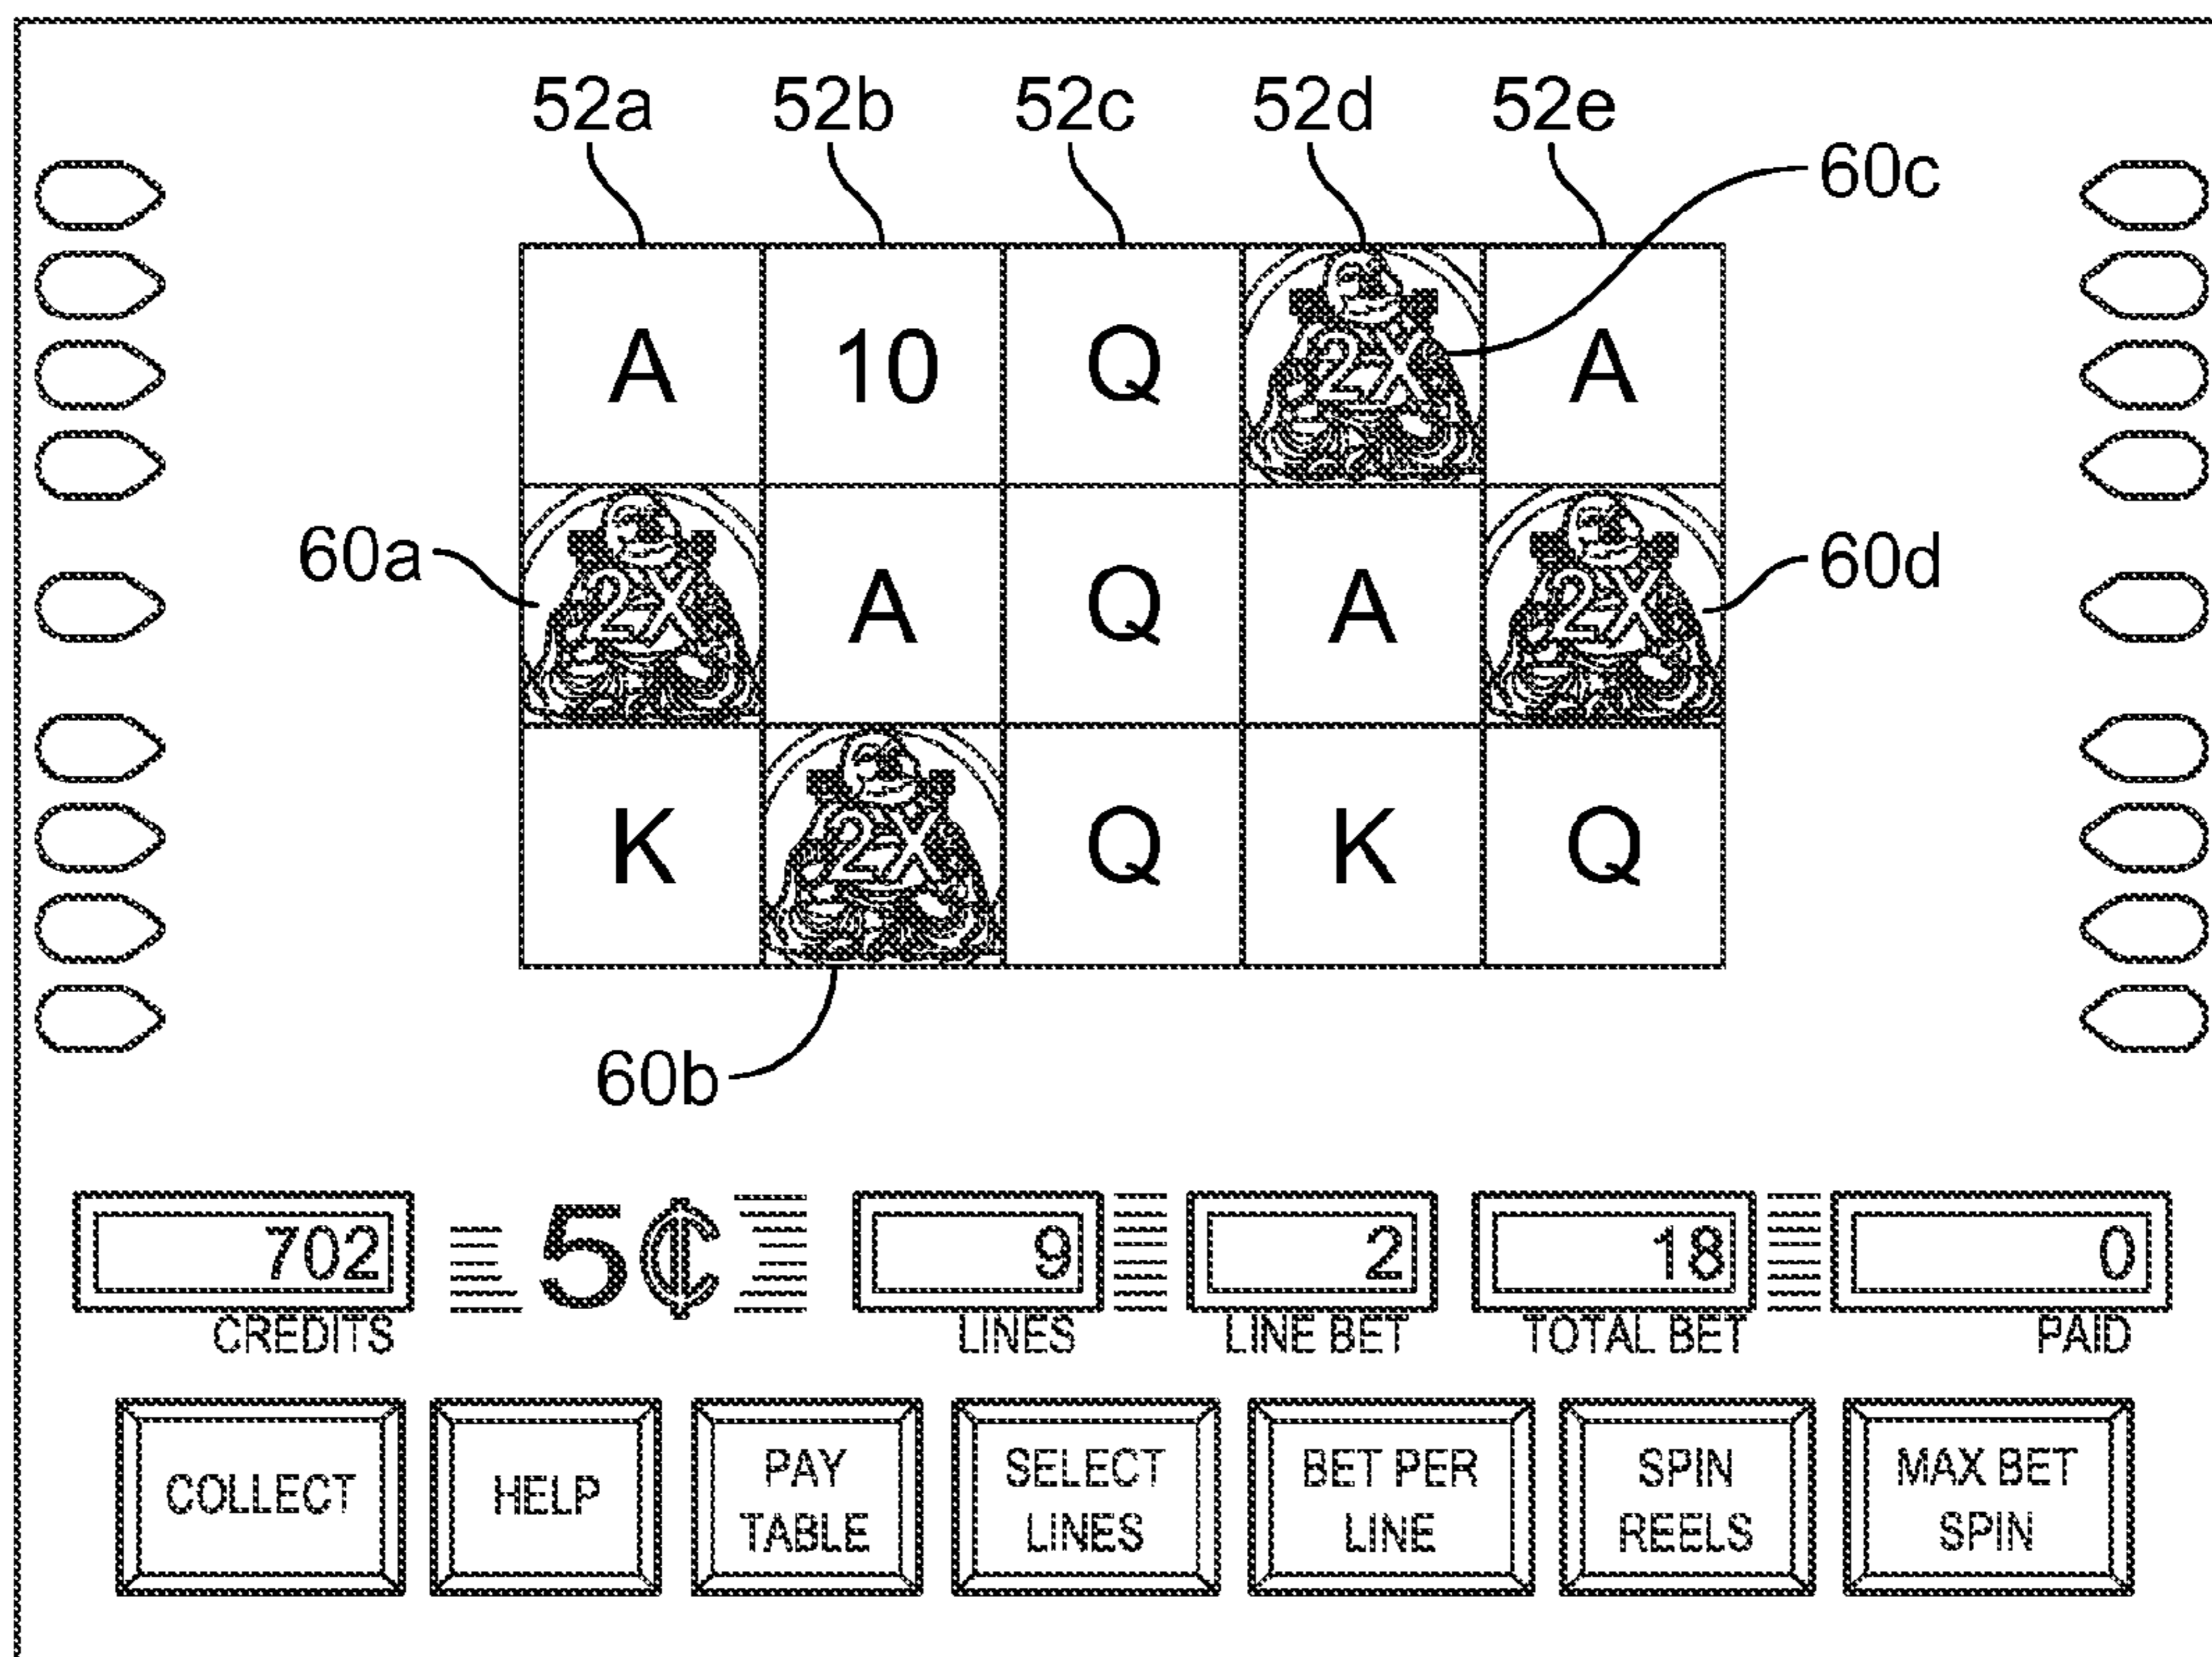 52a 52b 52c 52d 52e
60c
A 10 Q 2X A
60a 2X A Q A 2X 60d
K 2X Q K Q
60b
702 5¢ 9 2 18 0
CREDITS LINES LINE BET TOTAL BET PAID
COLLECT HELP PAY TABLE SELECT LINES BET PER LINE SPIN REELS MAX BET SPIN